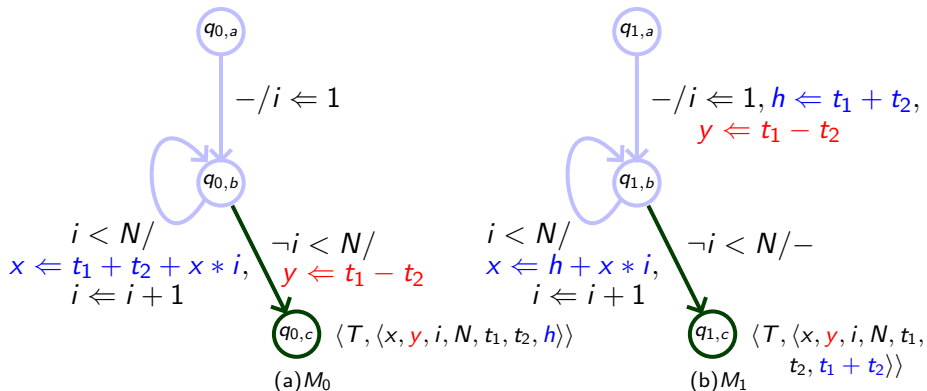 q0,a
−/i ⇐ 1
q0,b
i < N/
x ⇐ t1 + t2 + x ∗ i,
i ⇐ i + 1
¬i < N/
y ⇐ t1 − t2
q0,c
⟨T, ⟨x, y, i, N, t1, t2, h⟩⟩
(a)M0
q1,a
−/i ⇐ 1, h ⇐ t1 + t2,
y ⇐ t1 − t2
q1,b
i < N/
x ⇐ h + x ∗ i,
i ⇐ i + 1
¬i < N/−
q1,c
⟨T, ⟨x, y, i, N, t1,
t2, t1 + t2⟩⟩
(b)M1